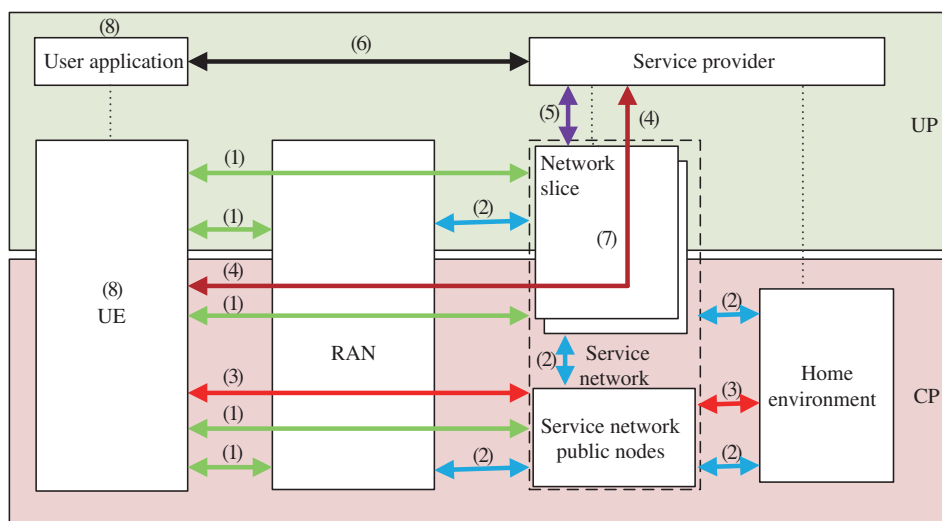 (8)
User application
(6)
Service provider
(5)
(4)
UP
(1)
Network
slice
(1)
(2)
(7)
(4)
(8)
UE
(1)
(2)
RAN
(2)
Service
network
Home
environment
(3)
(3)
CP
(1)
Service network
public nodes
(1)
(2)
(2)